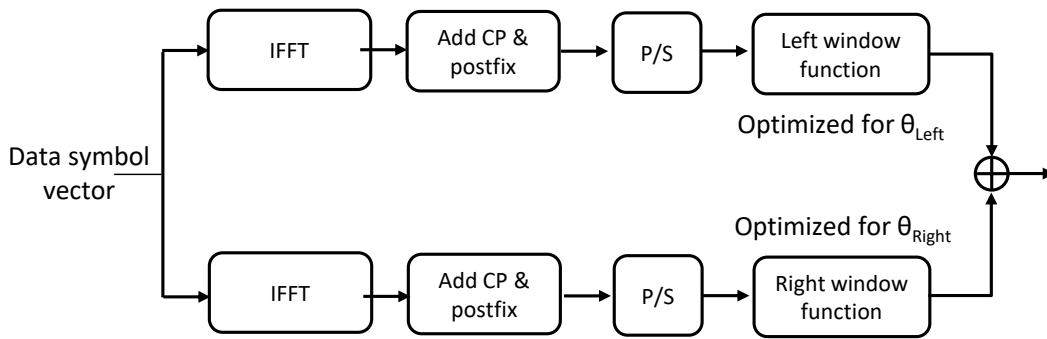 IFFT
Add CP &
postfix
P/S
Left window
function
Optimized for θLeft
Data symbol
vector
Optimized for θRight
IFFT
Add CP &
postfix
P/S
Right window
function